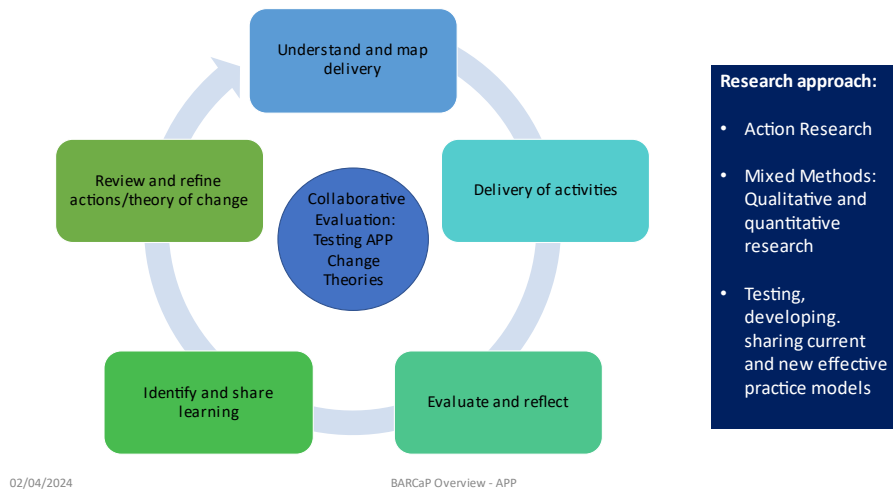 Understand and map
delivery
Delivery of activities
Evaluate and reflect
Identify and share
learning
Review and refine
actions/theory of change
Collaborative
Evaluation:
Testing APP
Change
Theories
Research approach:
• Action Research
• Mixed Methods:
Qualitative and
quantitative
research
• Testing,
developing.
sharing current
and new effective
practice models
02/04/2024
BARCaP Overview - APP